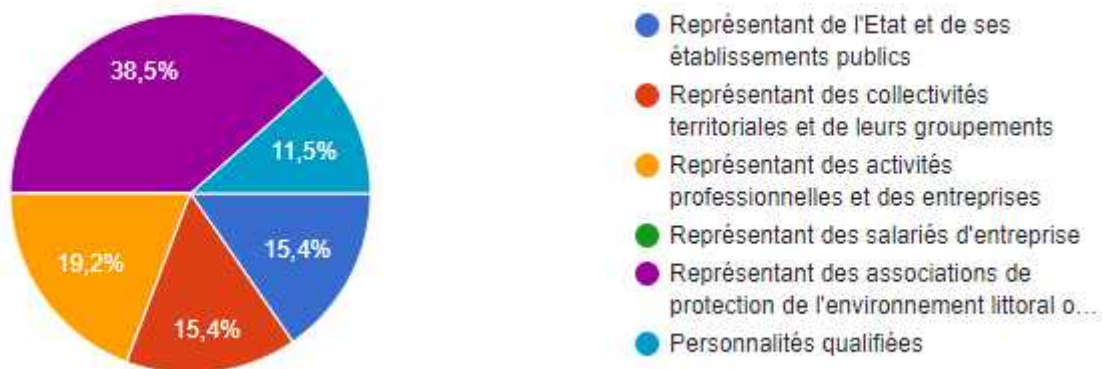 38,5%
11,5%
19,2%
15,4%
15,4%
Représentant de l'Etat et de ses
établissements publics
Représentant des collectivités
territoriales et de leurs groupements
Représentant des activités
professionnelles et des entreprises
Représentant des salariés d'entreprise
Représentant des associations de
protection de l'environnement littoral o...
Personnalités qualifiées